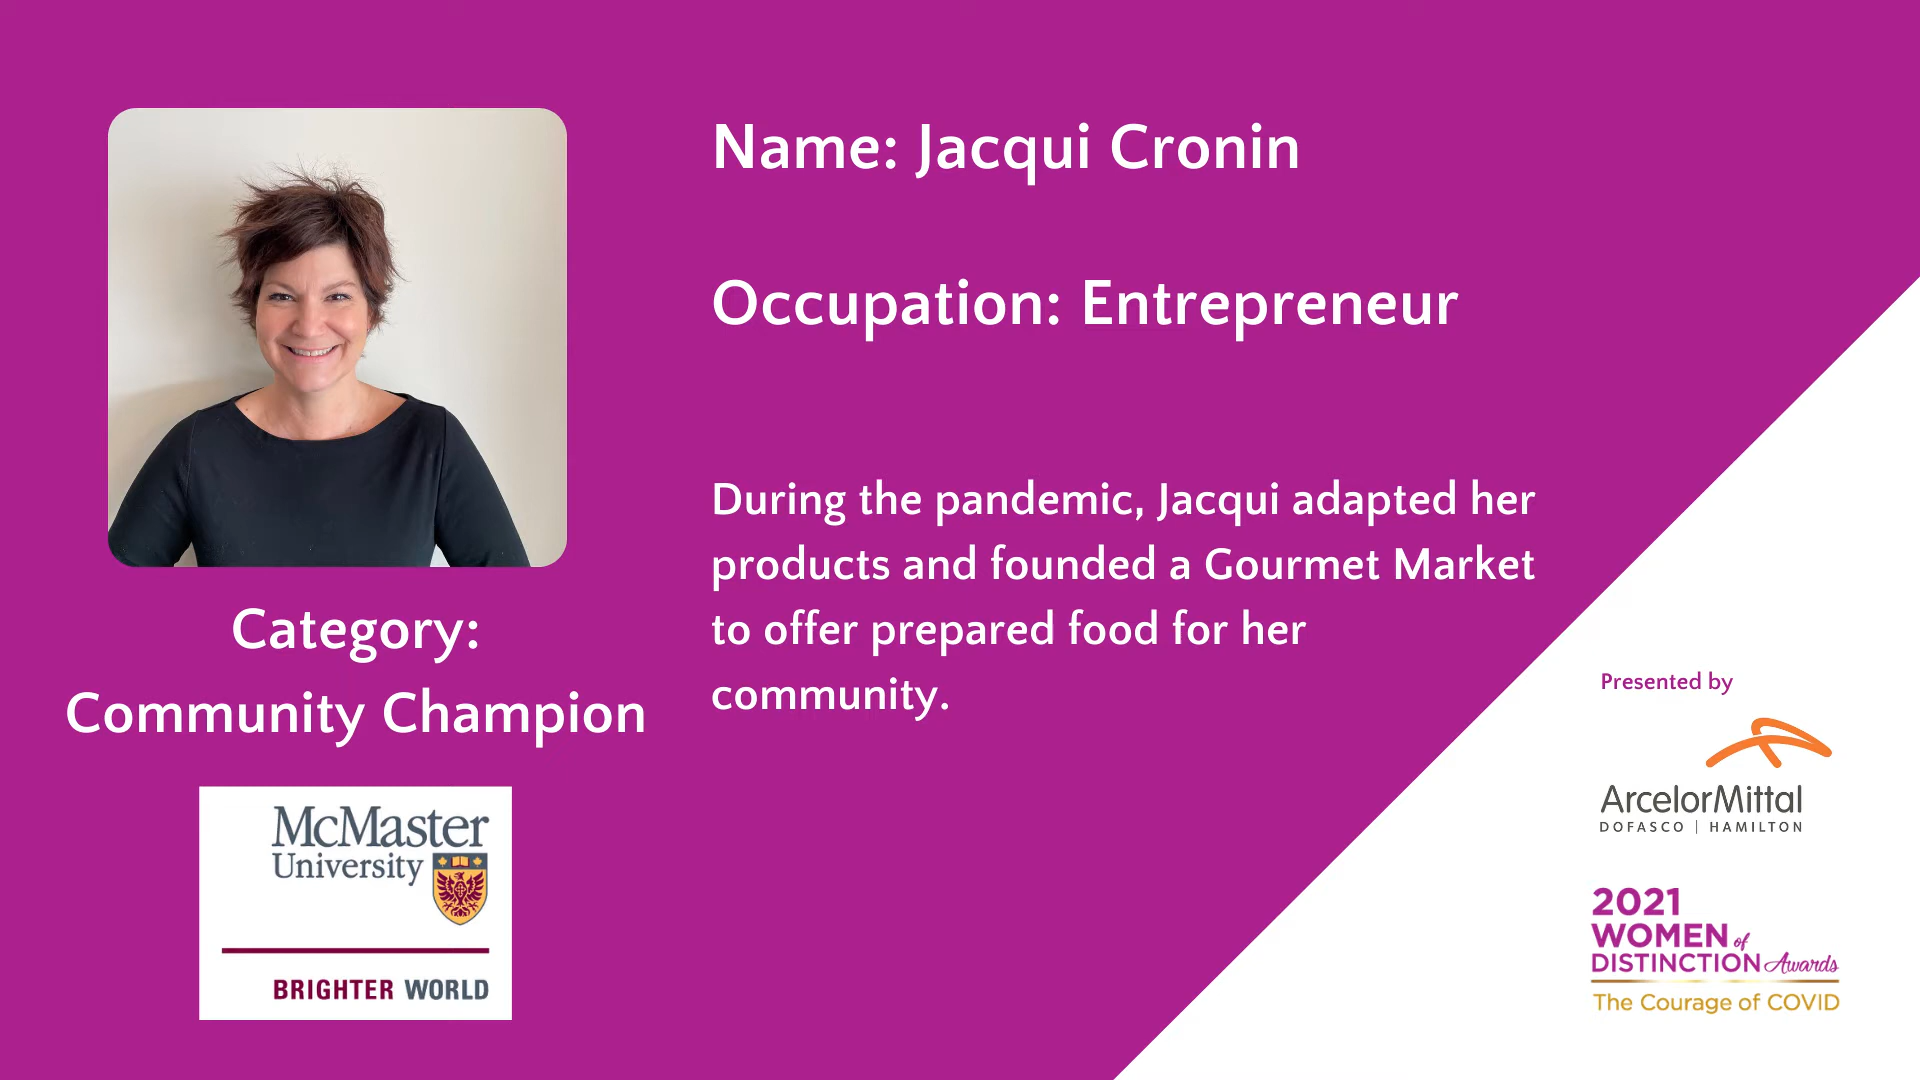 Name: Jacqui Cronin
Occupation: Entrepreneur
During the pandemic, Jacqui adapted her
products and founded a Gourmet Market
to offer prepared food for her
community.
Category:
Community Champion
McMaster
University
BRIGHTER WORLD
Presented by
ArcelorMittal
DOFASCO | HAMILTON
2021
WOMEN of
DISTINCTION Awards
The Courage of COVID